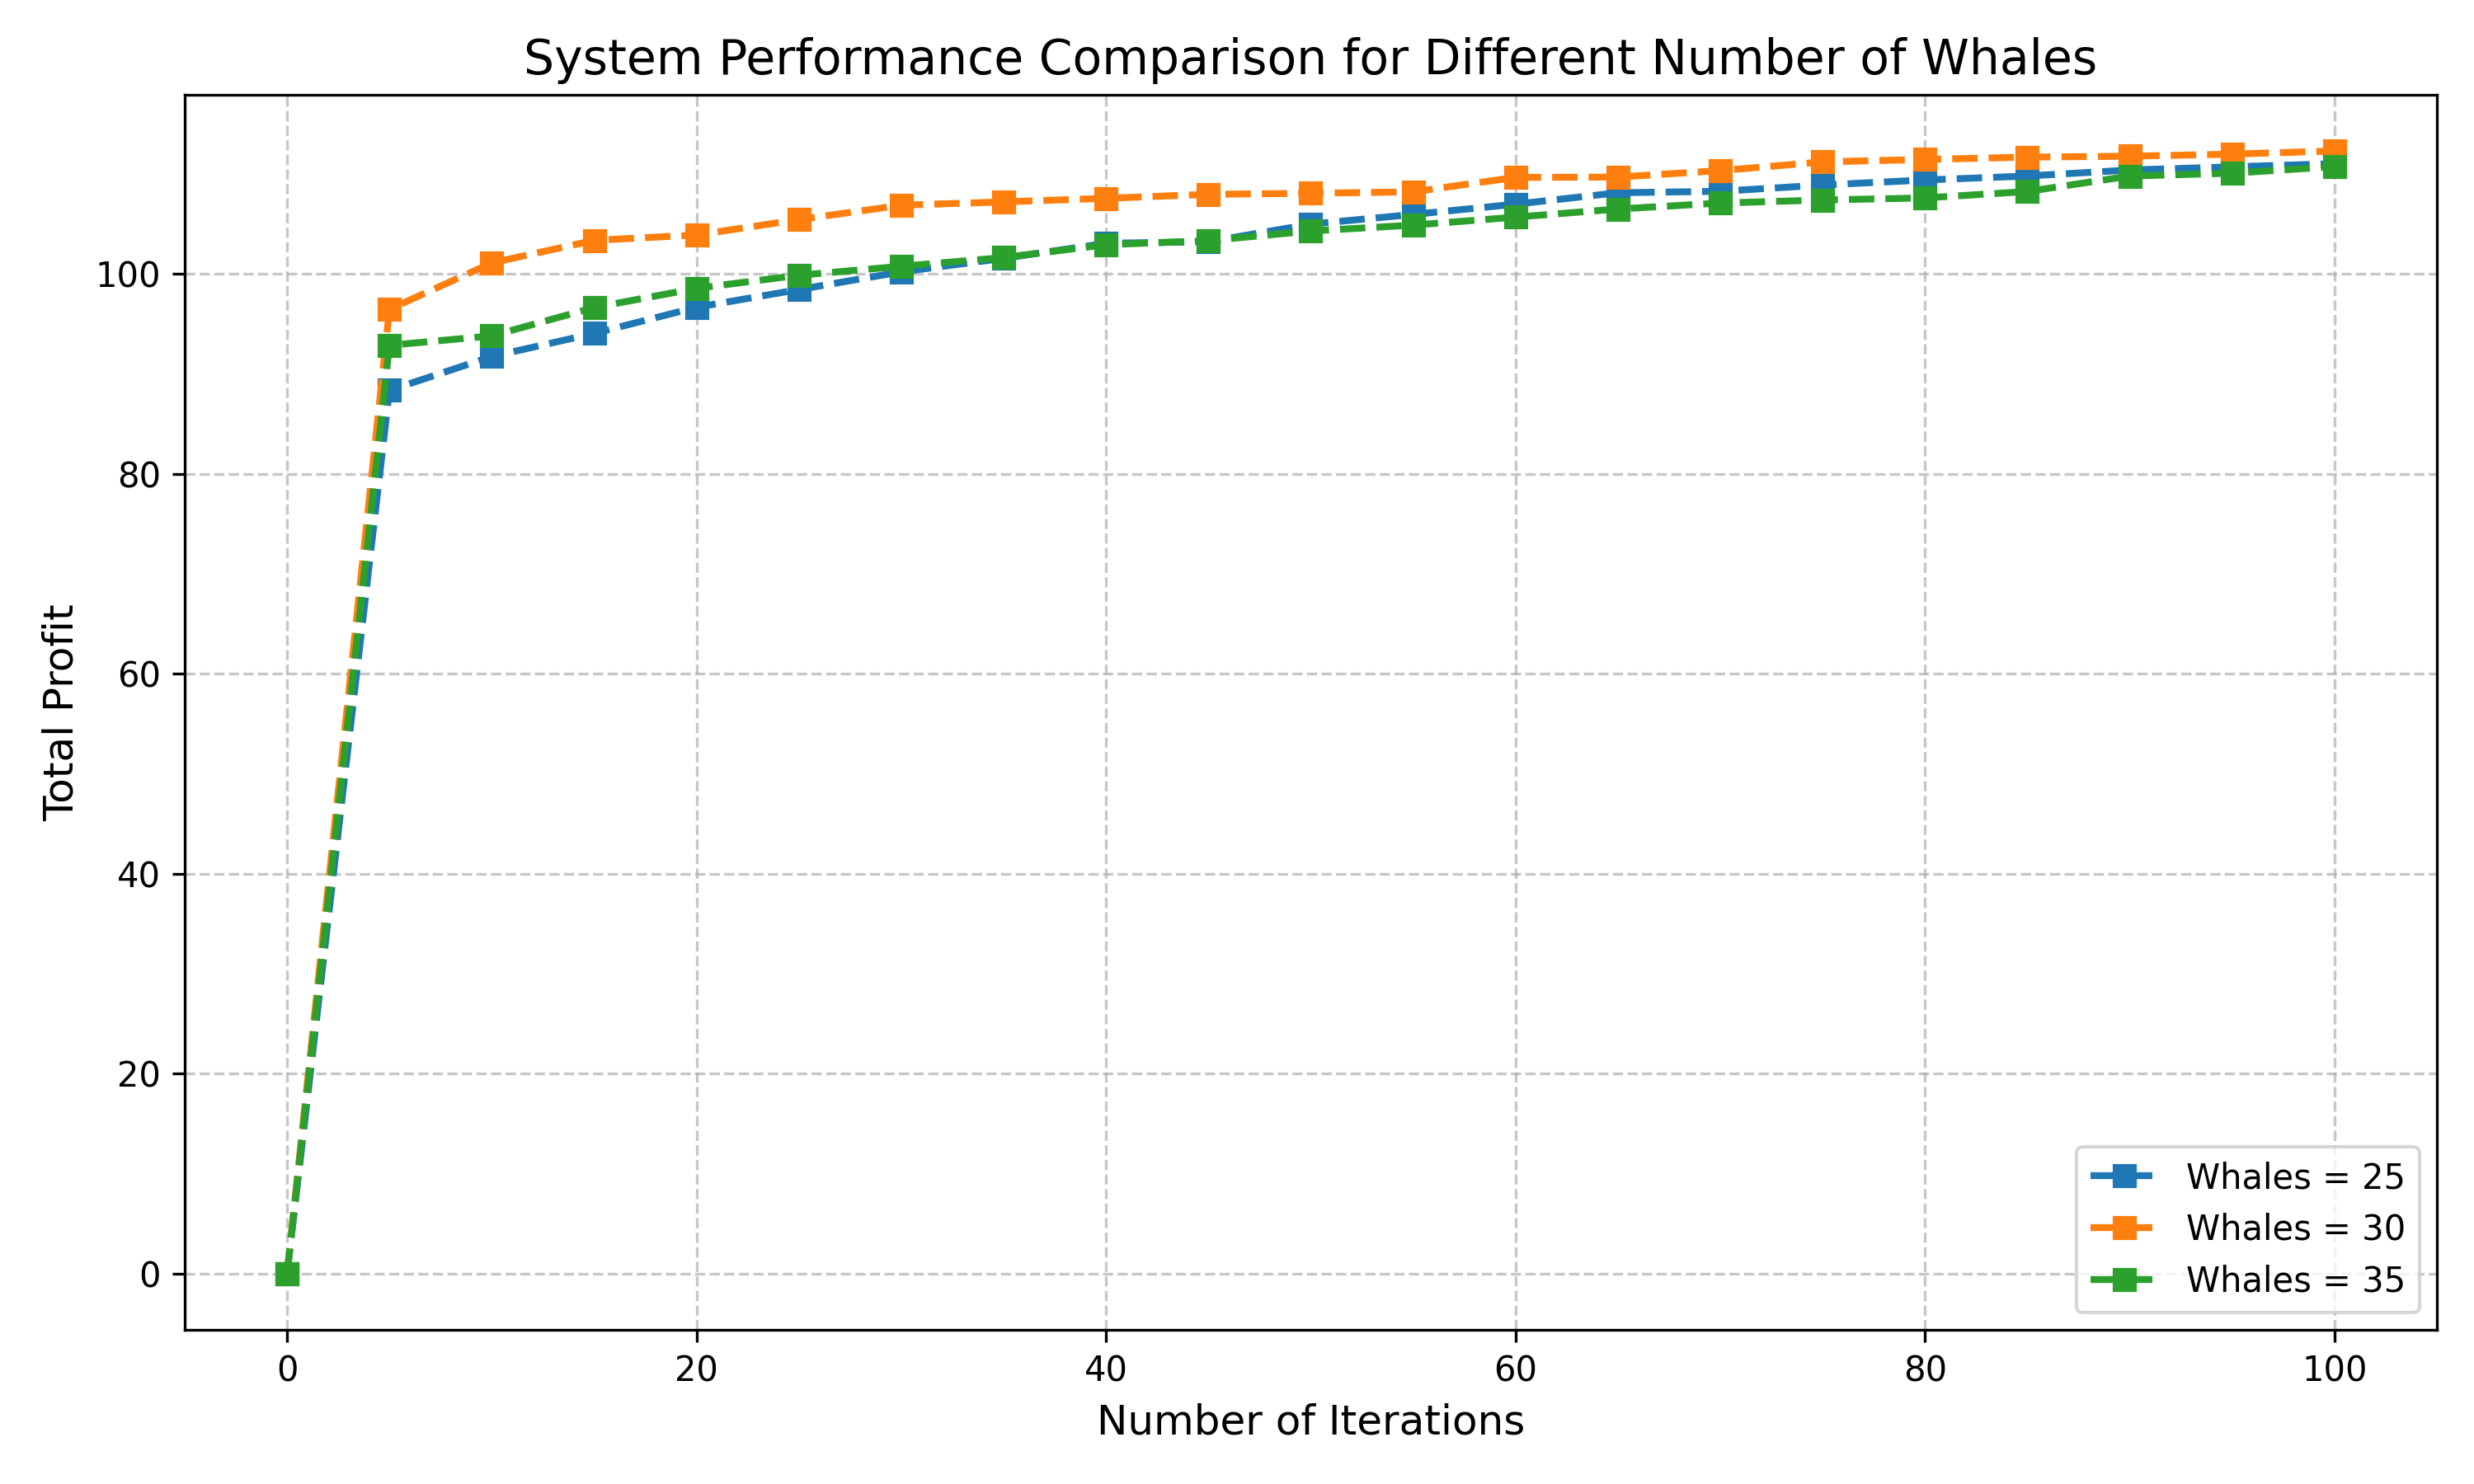 System Performance Comparison for Different Number of Whales
Total Profit
100
80
60
40
20
0
0 20 40 60 80 100
Number of Iterations
Whales = 25
Whales = 30
Whales = 35